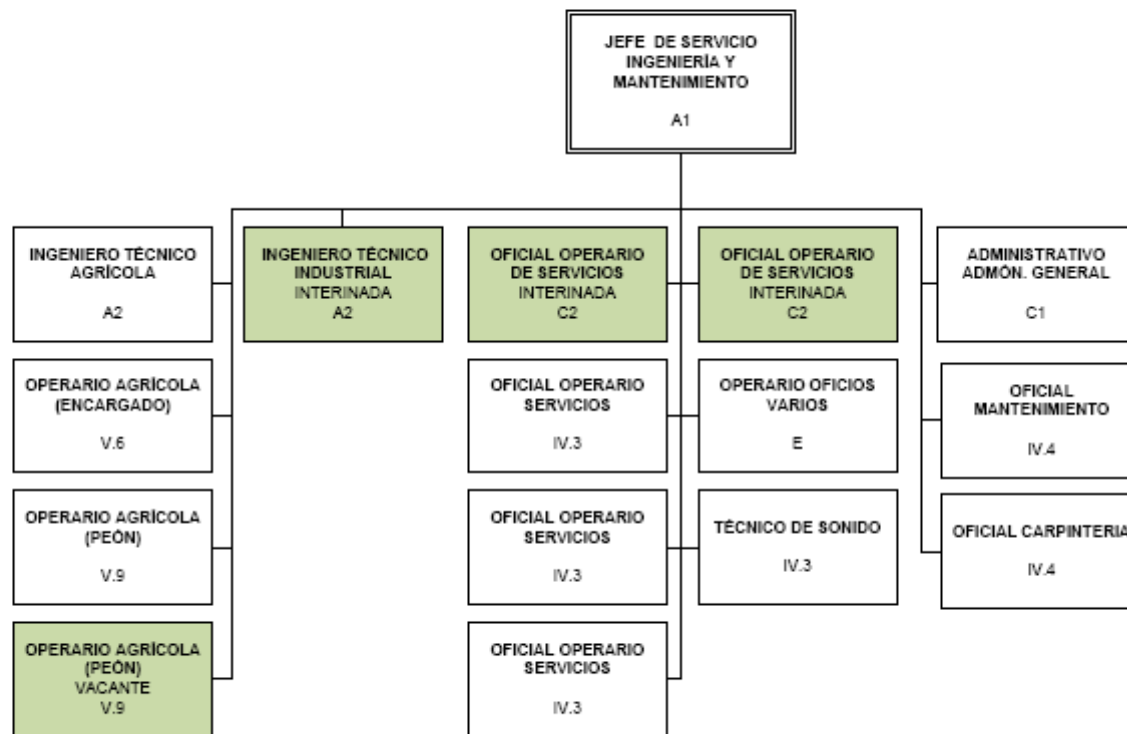 JEFE DE SERVICIO
INGENIERÍA Y
MANTENIMIENTO
A1
INGENIERO TÉCNICO
AGRÍCOLA
A2
INGENIERO TÉCNICO
INDUSTRIAL
INTERINADA
A2
OFICIAL OPERARIO
DE SERVICIOS
INTERINADA
C2
OFICIAL OPERARIO
DE SERVICIOS
INTERINADA
C2
ADMINISTRATIVO
ADMÓN. GENERAL
C1
OPERARIO AGRÍCOLA
(ENCARGADO)
V.6
OFICIAL OPERARIO
SERVICIOS
IV.3
OPERARIO OFICIOS
VARIOS
E
OFICIAL
MANTENIMIENTO
IV.4
OPERARIO AGRÍCOLA
(PEÓN)
V.9
OFICIAL OPERARIO
SERVICIOS
IV.3
TÉCNICO DE SONIDO
IV.3
OFICIAL CARPINTERIA
IV.4
OPERARIO AGRÍCOLA
(PEÓN)
VACANTE
V.9
OFICIAL OPERARIO
SERVICIOS
IV.3